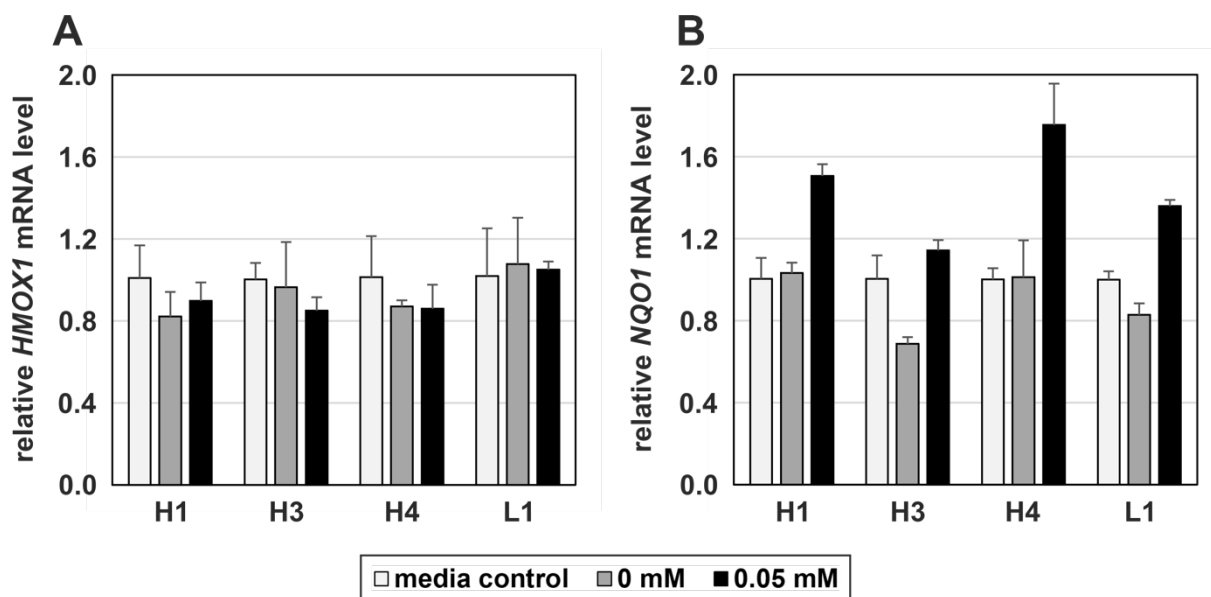 A
relative HMOX1 mRNA level
2.0
1.6
1.2
0.8
0.4
0.0
H1 H3 H4 L1
B
relative NQO1 mRNA level
2.0
1.6
1.2
0.8
0.4
0.0
H1 H3 H4 L1
media control 0 mM 0.05 mM